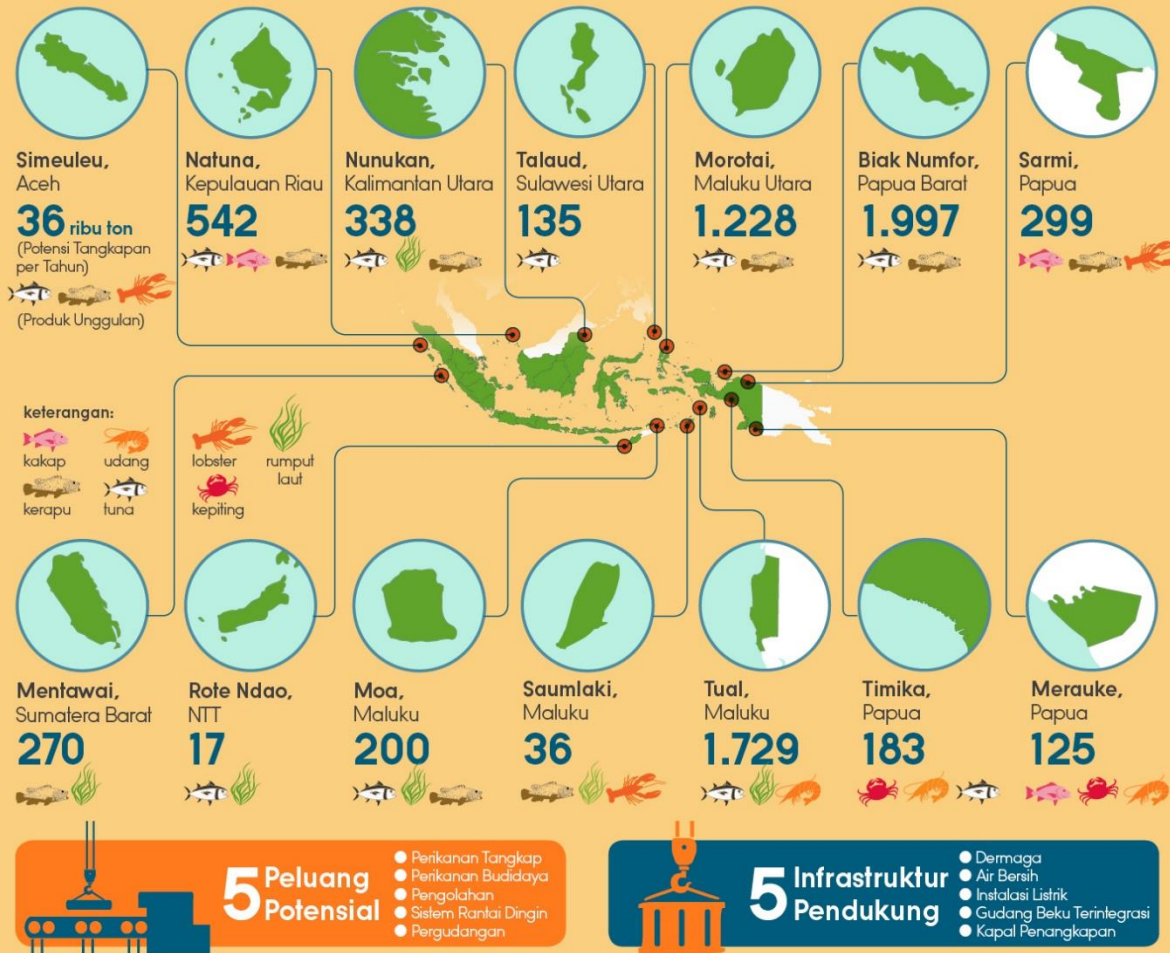 Simeuleu,
Aceh
36 ribu ton
(Potensi Tangkapan
per Tahun)
(Produk Unggulan)
Natuna,
Kepulauan Riau
542
Nunukan,
Kalimantan Utara
338
Talaud,
Sulawesi Utara
135
Morotai,
Maluku Utara
1.228
Biak Numfor,
Papua Barat
1.997
Sarmi,
Papua
299
keterangan:
kakap
udang
lobster
rumput
laut
kerapu
tuna
kepiting
Mentawai,
Sumatera Barat
270
Rote Ndao,
NTT
17
Moa,
Maluku
200
Saumlaki,
Maluku
36
Tual,
Maluku
1.729
Timika,
Papua
183
Merauke,
Papua
125
5 Peluang
Potensial
Perikanan Tangkap
Perikanan Budidaya
Pengolahan
Sistem Rantai Dingin
Pergudangan
5 Infrastruktur
Pendukung
Dermaga
Air Bersih
Instalasi Listrik
Gudang Beku Terintegrasi
Kapal Penangkapan